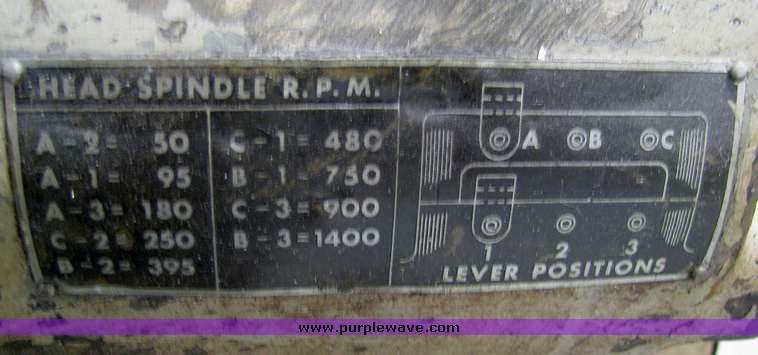 HEAD SPINDLE R.P.M.
A-2= 50
A-1= 95
A-3=180
C-2=250
B-2=395
C-1=480
B-1=750
C-3=900
B-3=1400
A B C
1 2 3
LEVER POSITIONS
www.purplewave.com